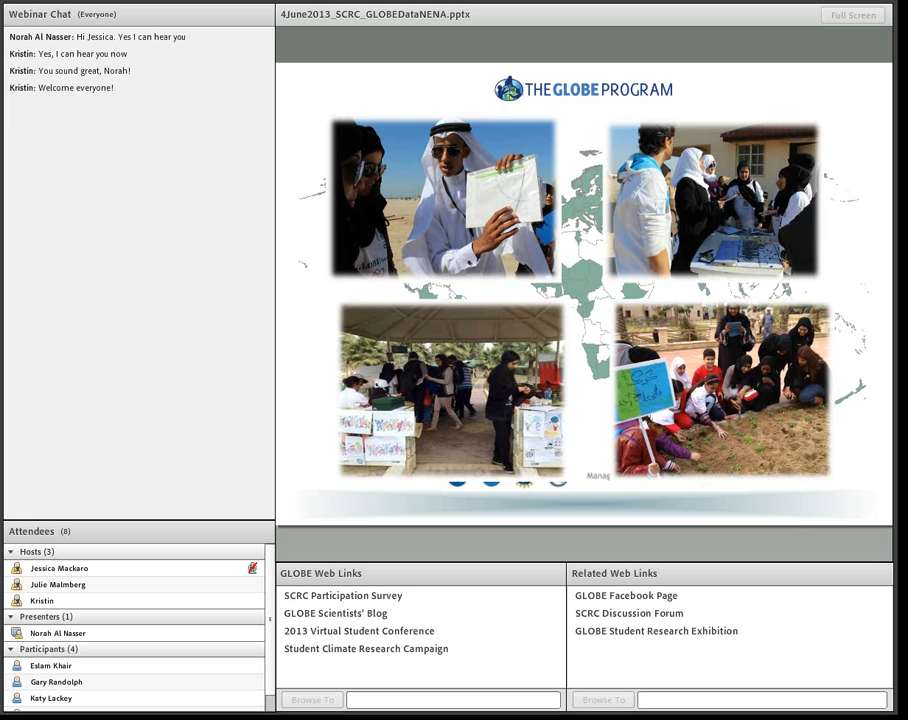 Webinar Chat (Everyone)
Norah Al Nasser: Hi Jessica. Yes I can hear you
Kristin: Yes, I can hear you now
Kristin: You sound great, Norah!
Kristin: Welcome everyone!
Attendees (8)
Hosts (3)
Jessica Mackaro
Julie Malmberg
Kristin
Presenters (1)
Norah Al Nasser
Participants (4)
Eslam Khair
Gary Randolph
Katy Lackey
4June2013_SCRC_GLOBEDataNENA.pptx
Full Screen
THE GLOBE PROGRAM
Manag
GLOBE Web Links
SCRC Participation Survey
GLOBE Scientists' Blog
2013 Virtual Student Conference
Student Climate Research Campaign
Browse To
Related Web Links
GLOBE Facebook Page
SCRC Discussion Forum
GLOBE Student Research Exhibition
Browse To